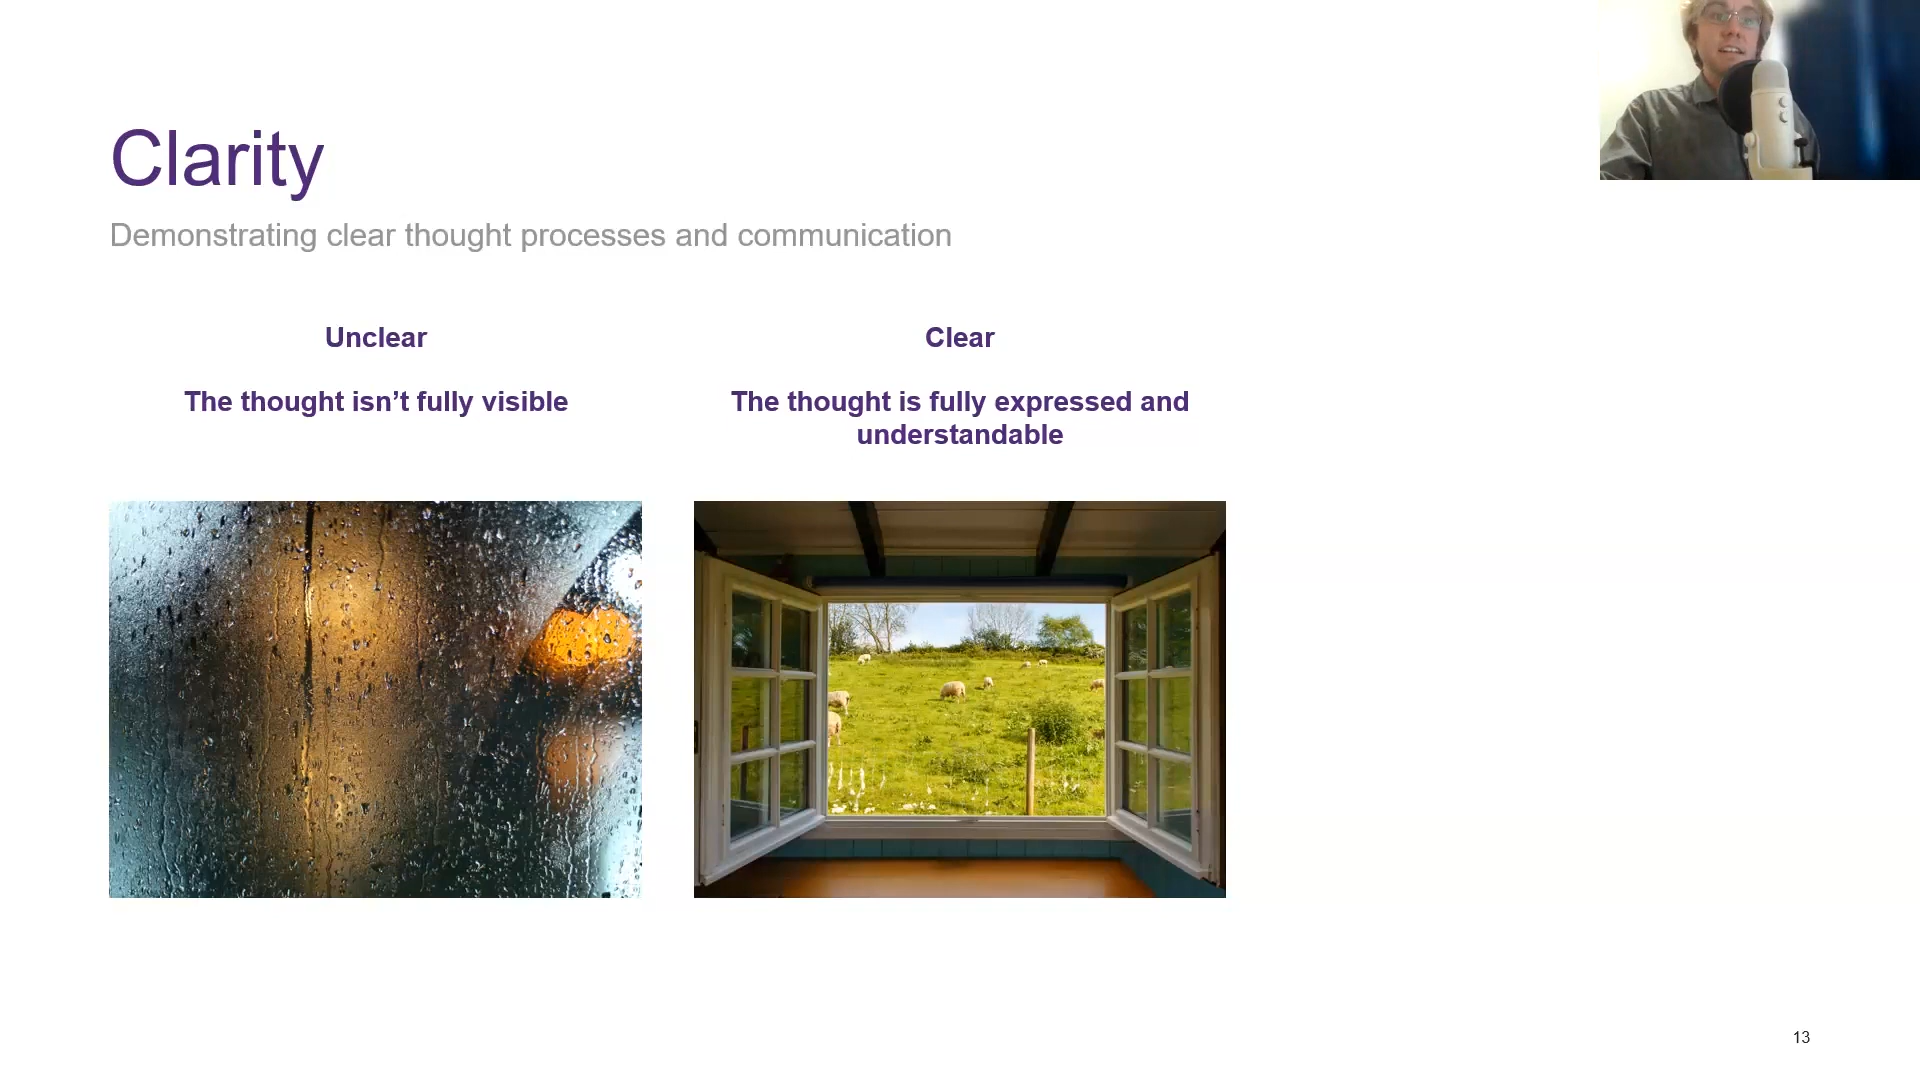 Clarity
Demonstrating clear thought processes and communication
Unclear
The thought isn’t fully visible
Clear
The thought is fully expressed and
understandable
13